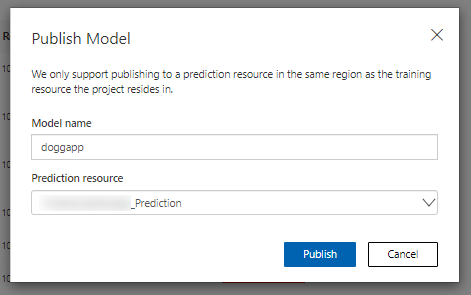 Publish Model
We only support publishing to a prediction resource in the same region as the training
resource the project resides in.
Model name
doggapp
Prediction resource
_Prediction
Publish
Cancel